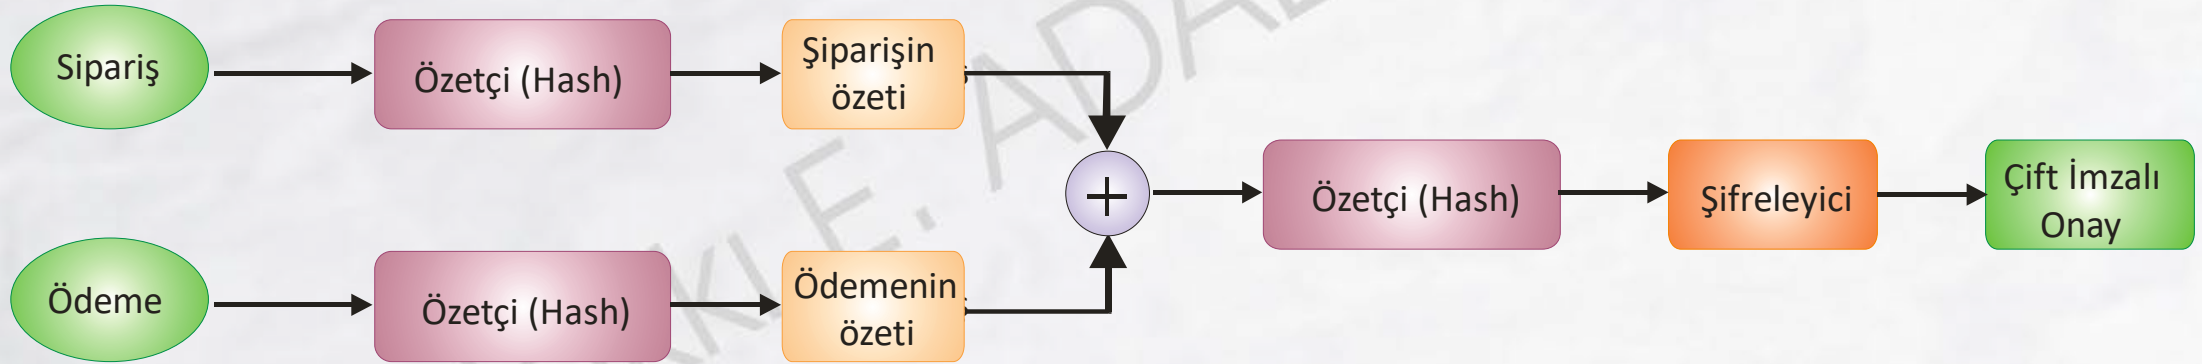 Sipariş
Özetçi (Hash)
Şiparişin
özeti
+
Özetçi (Hash)
Şifreleyici
Çift İmzalı
Onay
Ödeme
Özetçi (Hash)
Ödemenin
özeti